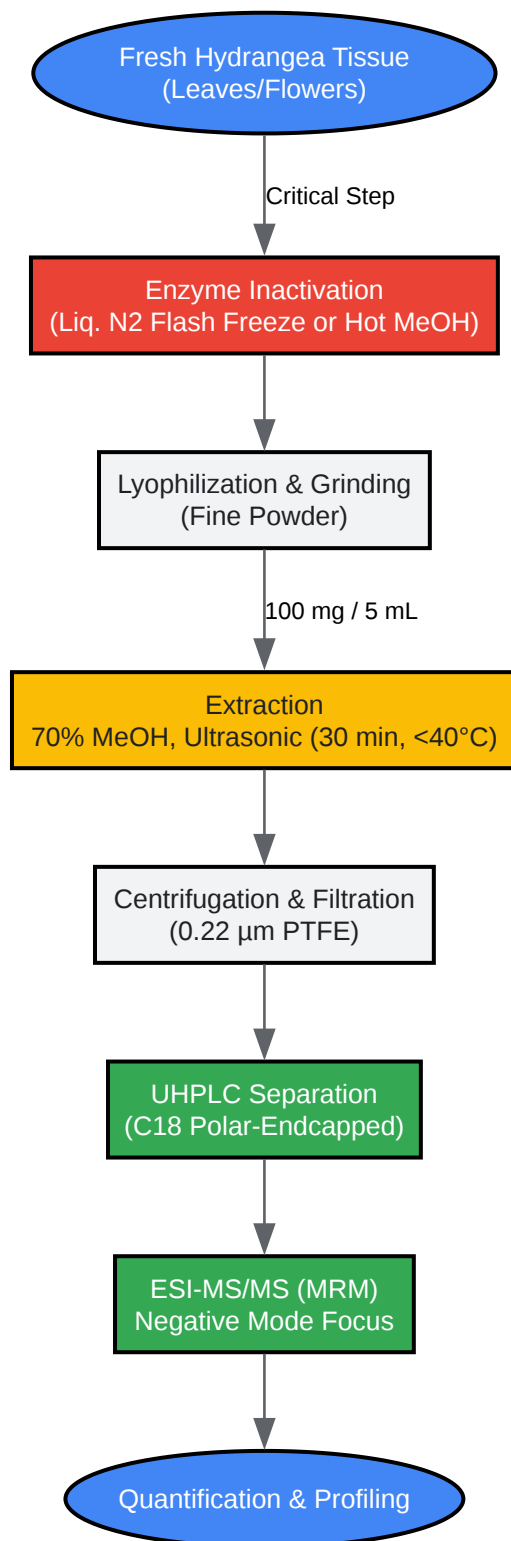 Fresh Hydrangea Tissue
(Leaves/Flowers)
Critical Step
Enzyme Inactivation
(Liq. N2 Flash Freeze or Hot MeOH)
Lyophilization & Grinding
(Fine Powder)
100 mg / 5 mL
Extraction
70% MeOH, Ultrasonic (30 min, <40°C)
Centrifugation & Filtration
(0.22 µm PTFE)
UHPLC Separation
(C18 Polar-Endcapped)
ESI-MS/MS (MRM)
Negative Mode Focus
Quantification & Profiling